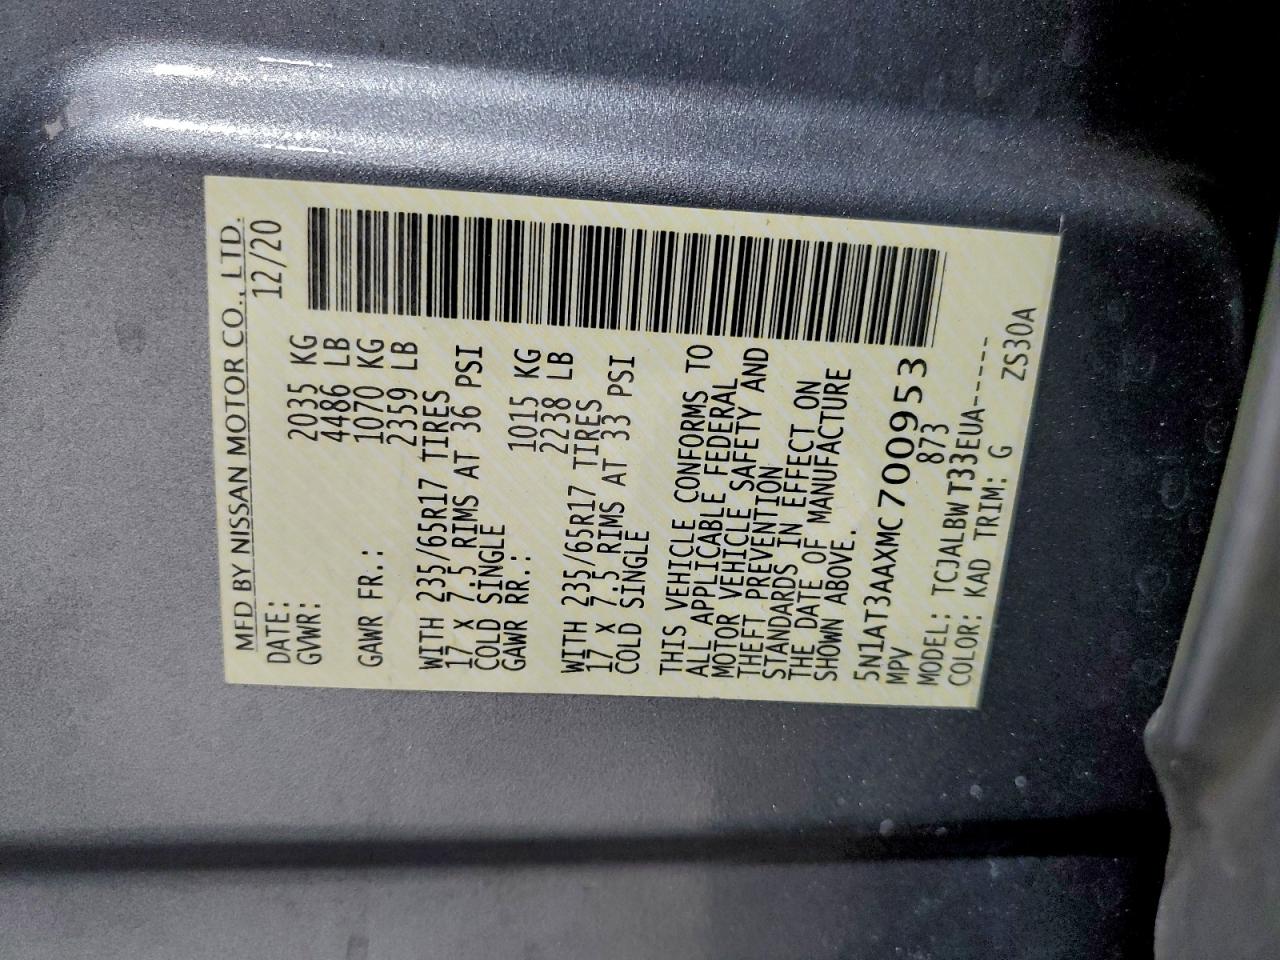 MFD BY NISSAN MOTOR CO., LTD.
DATE: 12/20
GVWR: 2035 KG
4486 LB
GAWR FR.: 1070 KG
2359 LB
WITH 235/65R17 TIRES
17 X 7.5 RIMS AT 36 PSI
COLD SINGLE
GAWR RR.: 1015 KG
2238 LB
WITH 235/65R17 TIRES
17 X 7.5 RIMS AT 33 PSI
COLD SINGLE
THIS VEHICLE CONFORMS TO
ALL APPLICABLE FEDERAL
MOTOR VEHICLE SAFETY AND
THEFT PREVENTION
STANDARDS IN EFFECT ON
THE DATE OF MANUFACTURE
SHOWN ABOVE.
5N1AT3AAXMC700953
MPV 873
MODEL: TCJALBWT33EUA-----
COLOR: KAD TRIM: G ZS30A